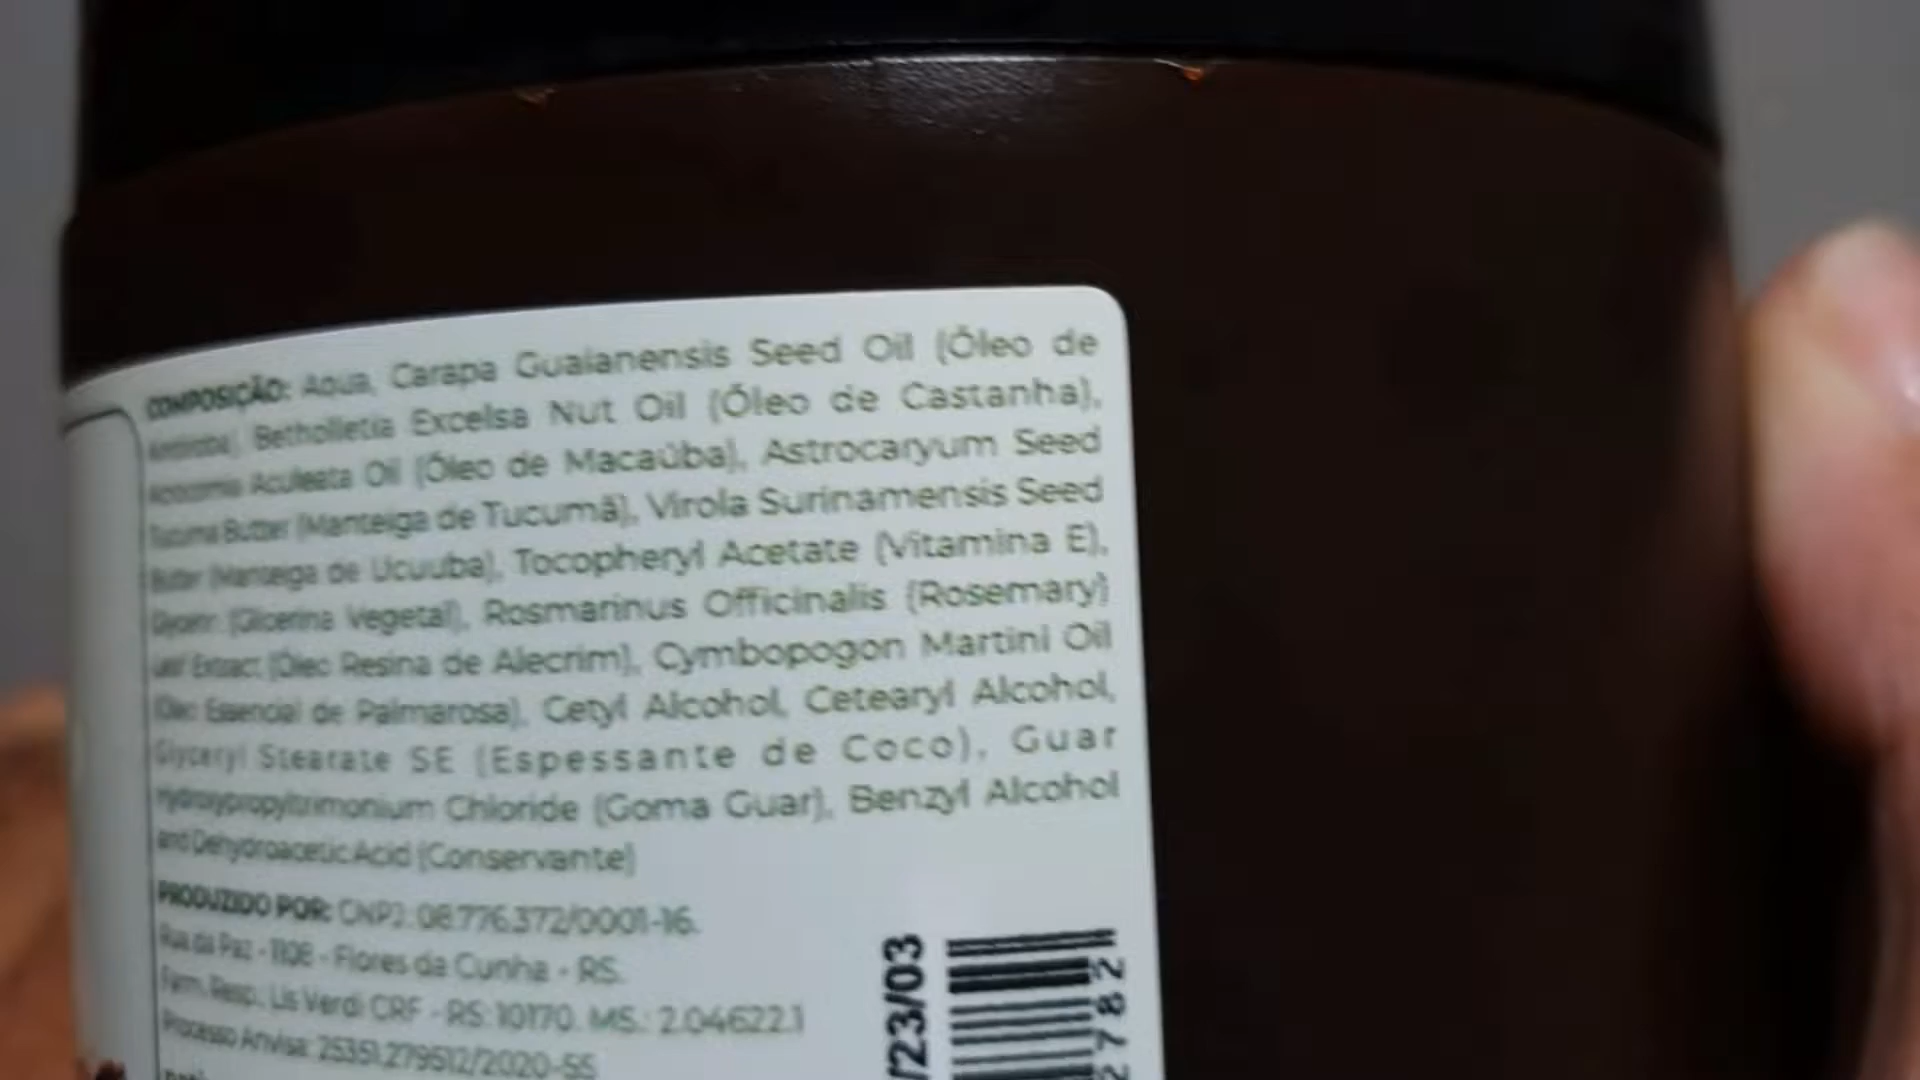 COMPOSIÇÃO: Aqua, Carapa Guaianensis Seed Oil (Óleo de
Andiroba), Betholletia Excelsa Nut Oil (Óleo de Castanha),
Acrocomia Aculeata Oil (Óleo de Macaúba), Astrocaryum Seed
Tucuma Butter (Manteiga de Tucumã), Virola Surinamensis Seed
Butter (Manteiga de Ucuuba), Tocopheryl Acetate (Vitamina E),
Glycerin (Glicerina Vegetal), Rosmarinus Officinalis (Rosemary)
Leaf Extract (Óleo Resina de Alecrim), Cymbopogon Martini Oil
(Óleo Essencial de Palmarosa), Cetyl Alcohol, Cetearyl Alcohol,
Glyceryl Stearate SE (Espessante de Coco), Guar
Hydroxypropyltrimonium Chloride (Goma Guar), Benzyl Alcohol
and Dehydroacetic Acid (Conservante)
PRODUZIDO POR: CNPJ: 08.776.372/0001-16.
Rua da Paz - 1108 - Flores da Cunha - RS.
Farm. Resp.: Lis Verdi CRF - RS: 10170. MS.: 2.04622.1
Processo Anvisa: 25351.279512/2020-55
/23/03
27782